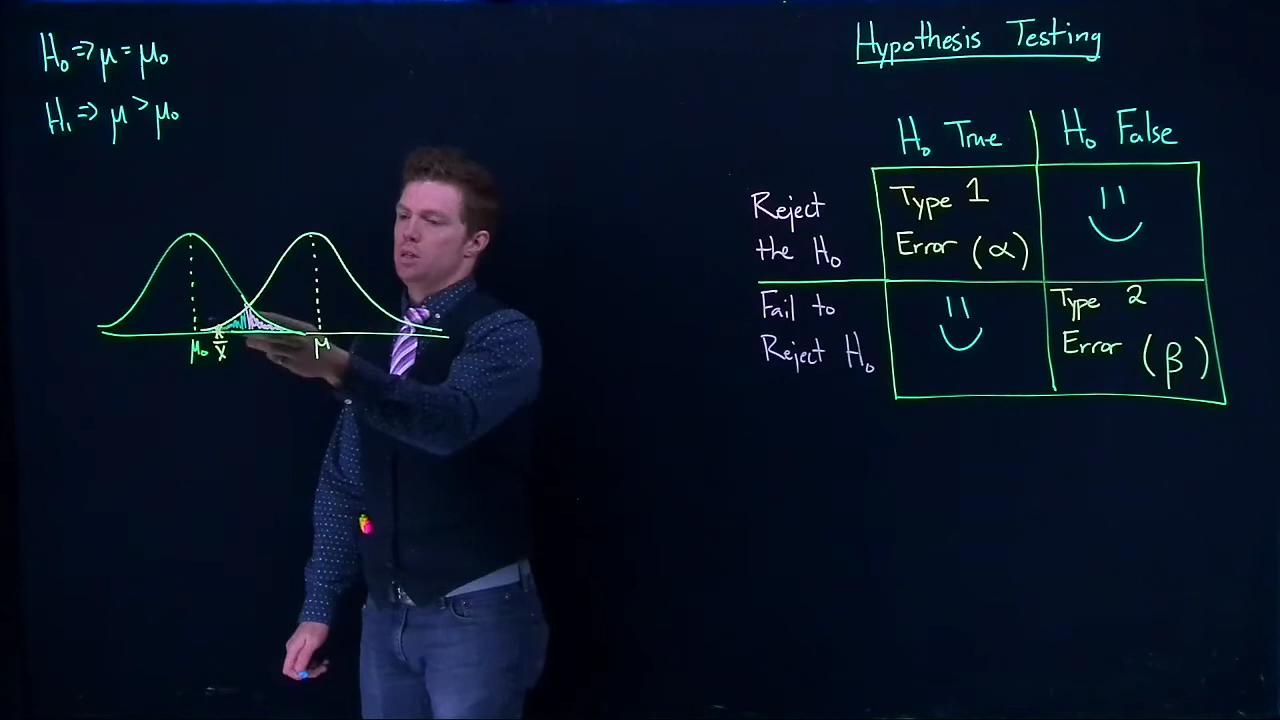 H₀ ⇒ μ = μ₀
H₁ ⇒ μ > μ₀
Hypothesis Testing
H₀ True
H₀ False
Reject
the H₀
Type 1
Error (α)
Fail to
Reject H₀
Type 2
Error (β)
μ₀ x̄ μ